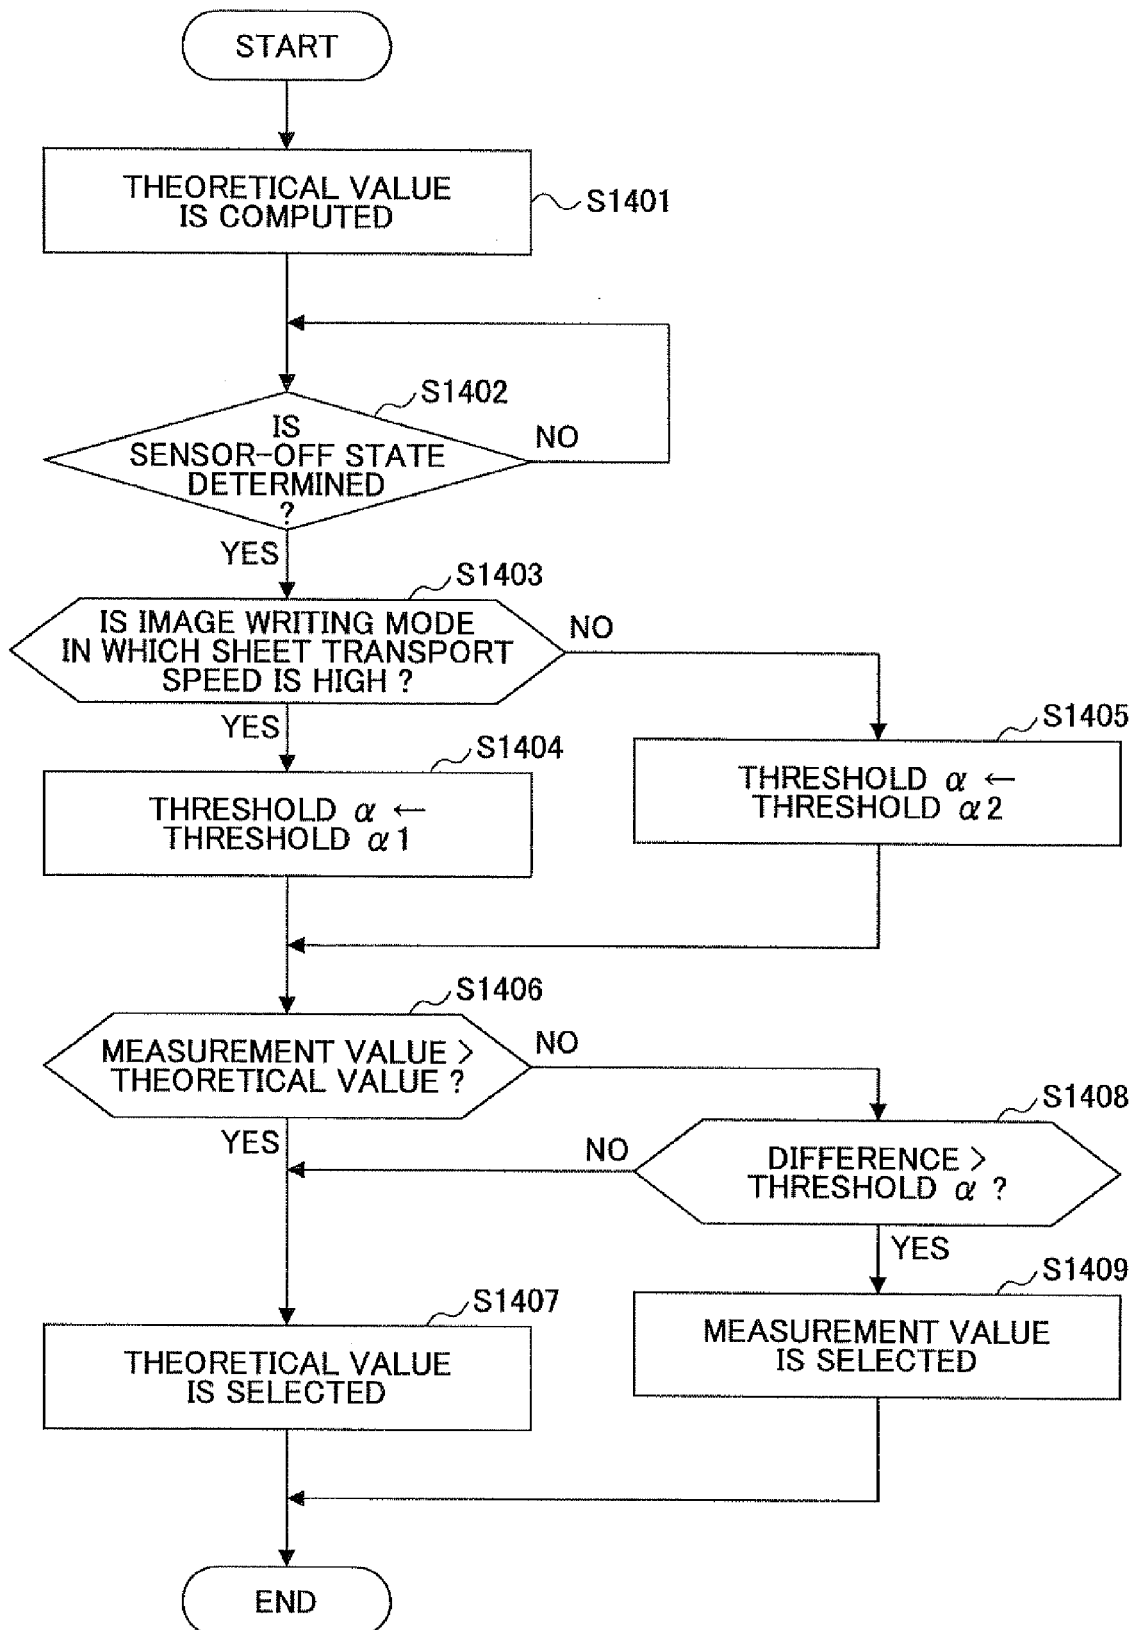 START
THEORETICAL VALUE
IS COMPUTED
S1401
S1402
IS
SENSOR-OFF STATE
DETERMINED
?
NO
YES
S1403
IS IMAGE WRITING MODE
IN WHICH SHEET TRANSPORT
SPEED IS HIGH ?
NO
YES
S1404
THRESHOLD α ←
THRESHOLD α1
S1405
THRESHOLD α ←
THRESHOLD α2
S1406
MEASUREMENT VALUE >
THEORETICAL VALUE ?
NO
YES
S1408
DIFFERENCE >
THRESHOLD α ?
NO
YES
S1407
THEORETICAL VALUE
IS SELECTED
S1409
MEASUREMENT VALUE
IS SELECTED
END